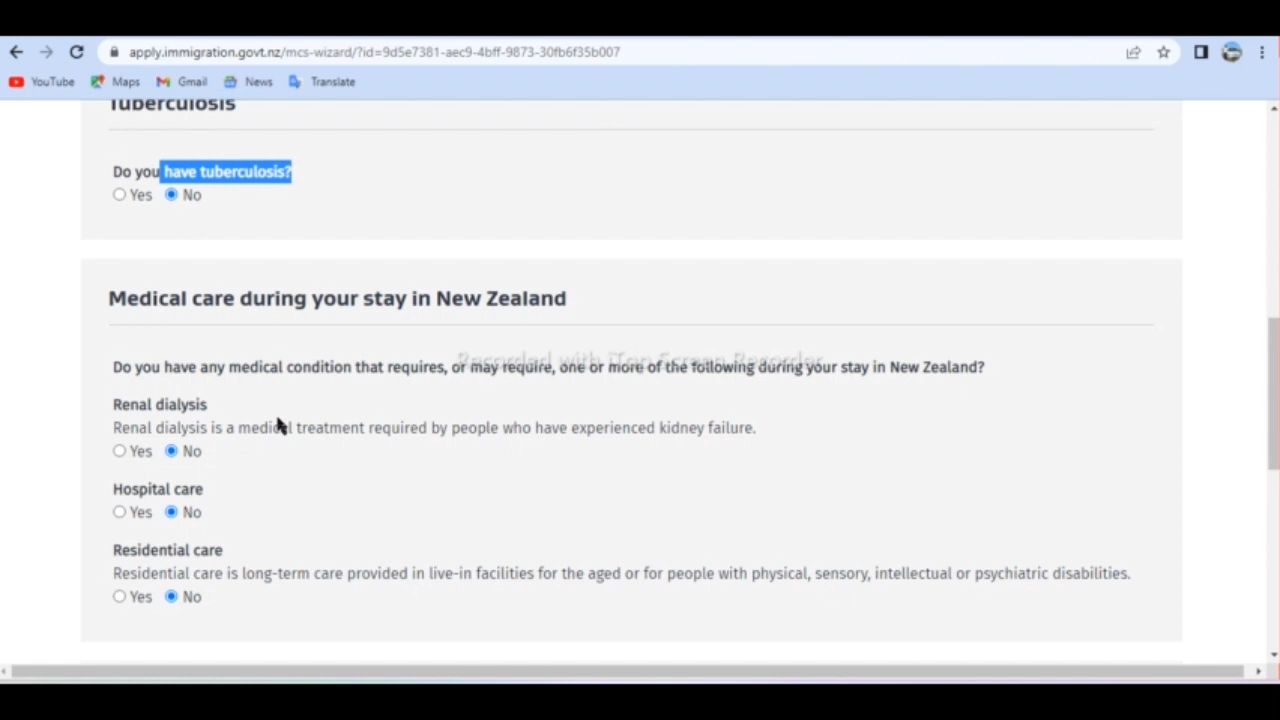 apply.immigration.govt.nz/mcs-wizard/?id=9d5e7381-aec9-4bff-9873-30fb6f35b007
YouTube Maps Gmail News Translate
Tuberculosis
Do you have tuberculosis?
Yes No
Medical care during your stay in New Zealand
Recorded with iTop Screen Recorder
Do you have any medical condition that requires, or may require, one or more of the following during your stay in New Zealand?
Renal dialysis
Renal dialysis is a medical treatment required by people who have experienced kidney failure.
Yes No
Hospital care
Yes No
Residential care
Residential care is long-term care provided in live-in facilities for the aged or for people with physical, sensory, intellectual or psychiatric disabilities.
Yes No